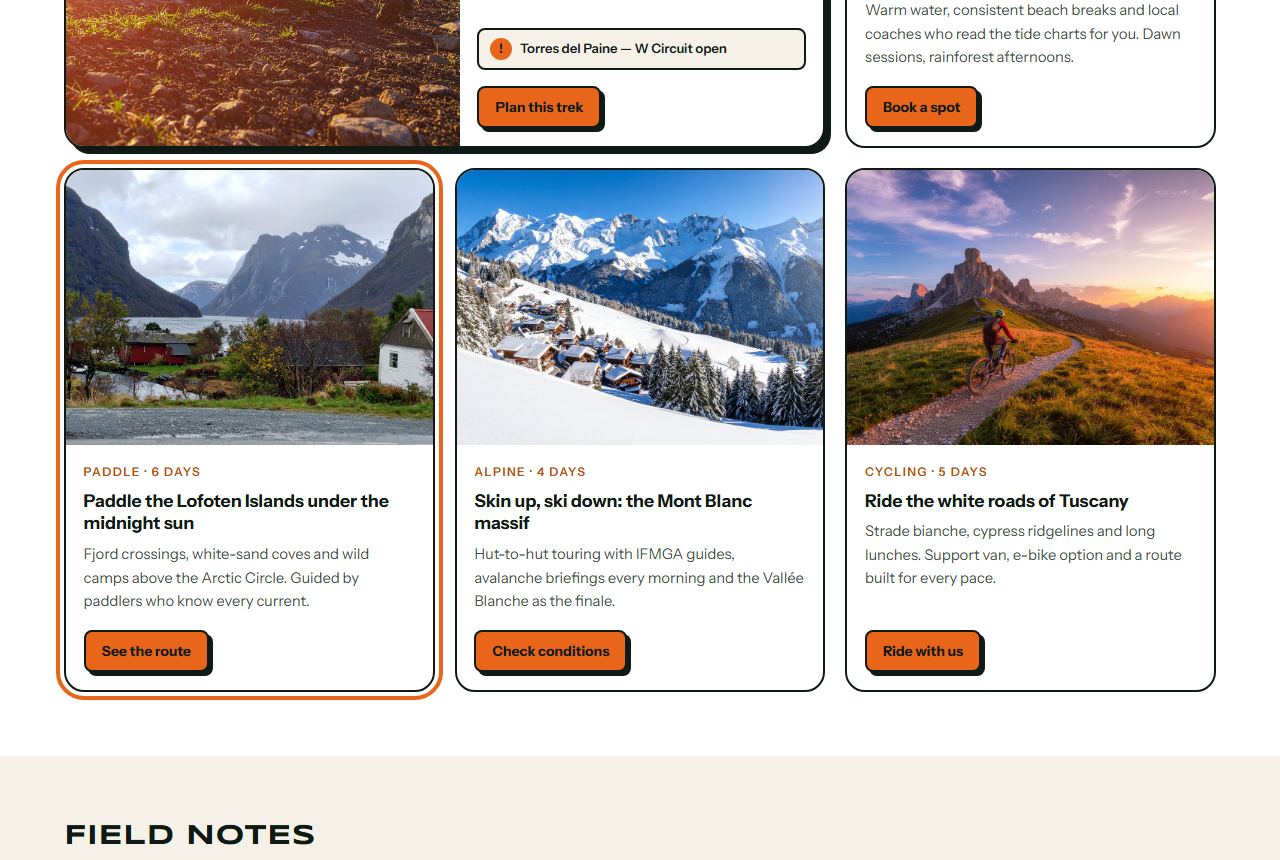 !
Torres del Paine — W Circuit open
Plan this trek
Warm water, consistent beach breaks and local
coaches who read the tide charts for you. Dawn
sessions, rainforest afternoons.
Book a spot
PADDLE · 6 DAYS
Paddle the Lofoten Islands under the
midnight sun
Fjord crossings, white-sand coves and wild
camps above the Arctic Circle. Guided by
paddlers who know every current.
See the route
ALPINE · 4 DAYS
Skin up, ski down: the Mont Blanc
massif
Hut-to-hut touring with IFMGA guides,
avalanche briefings every morning and the Vallée
Blanche as the finale.
Check conditions
CYCLING · 5 DAYS
Ride the white roads of Tuscany
Strade bianche, cypress ridgelines and long
lunches. Support van, e-bike option and a route
built for every pace.
Ride with us
FIELD NOTES